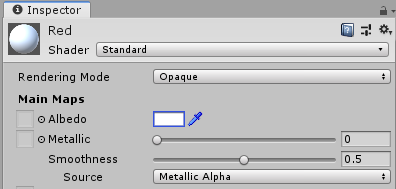 Inspector
Red
Shader Standard
Rendering Mode Opaque
Main Maps
Albedo
Metallic 0
Smoothness 0.5
Source Metallic Alpha